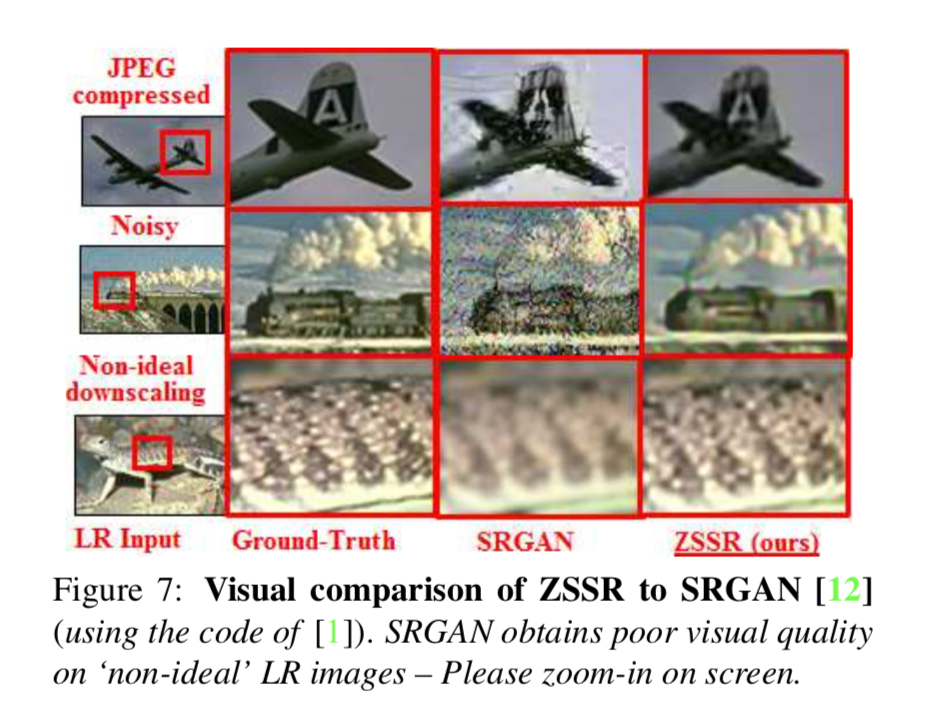 JPEG
compressed
A
A
A
Noisy
Non-ideal
downscaling
LR Input
Ground-Truth
SRGAN
ZSSR (ours)
Figure 7: Visual comparison of ZSSR to SRGAN [12]
(using the code of [1]). SRGAN obtains poor visual quality
on ‘non-ideal’ LR images – Please zoom-in on screen.